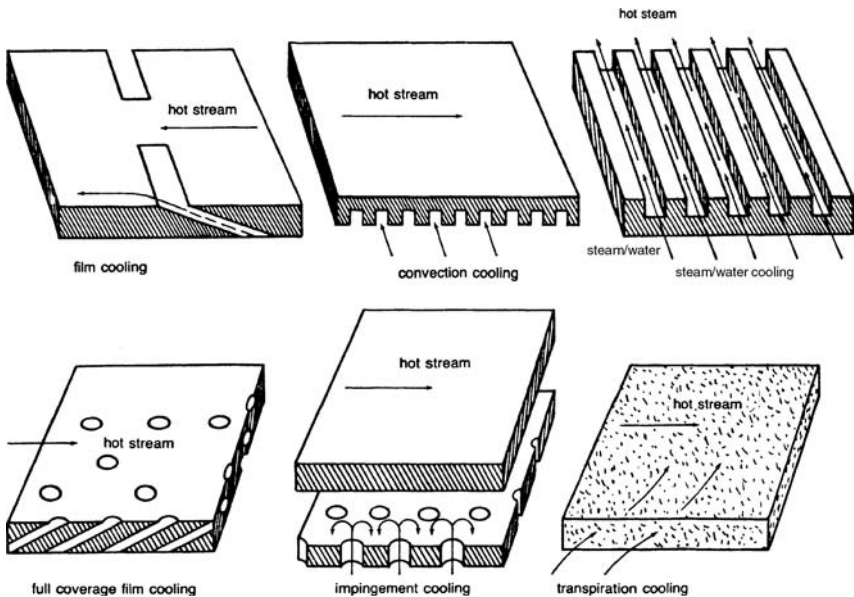 hot steam
hot stream
hot stream
film cooling
convection cooling
steam/water
steam/water cooling
hot stream
hot stream
hot stream
full coverage film cooling
impingement cooling
transpiration cooling